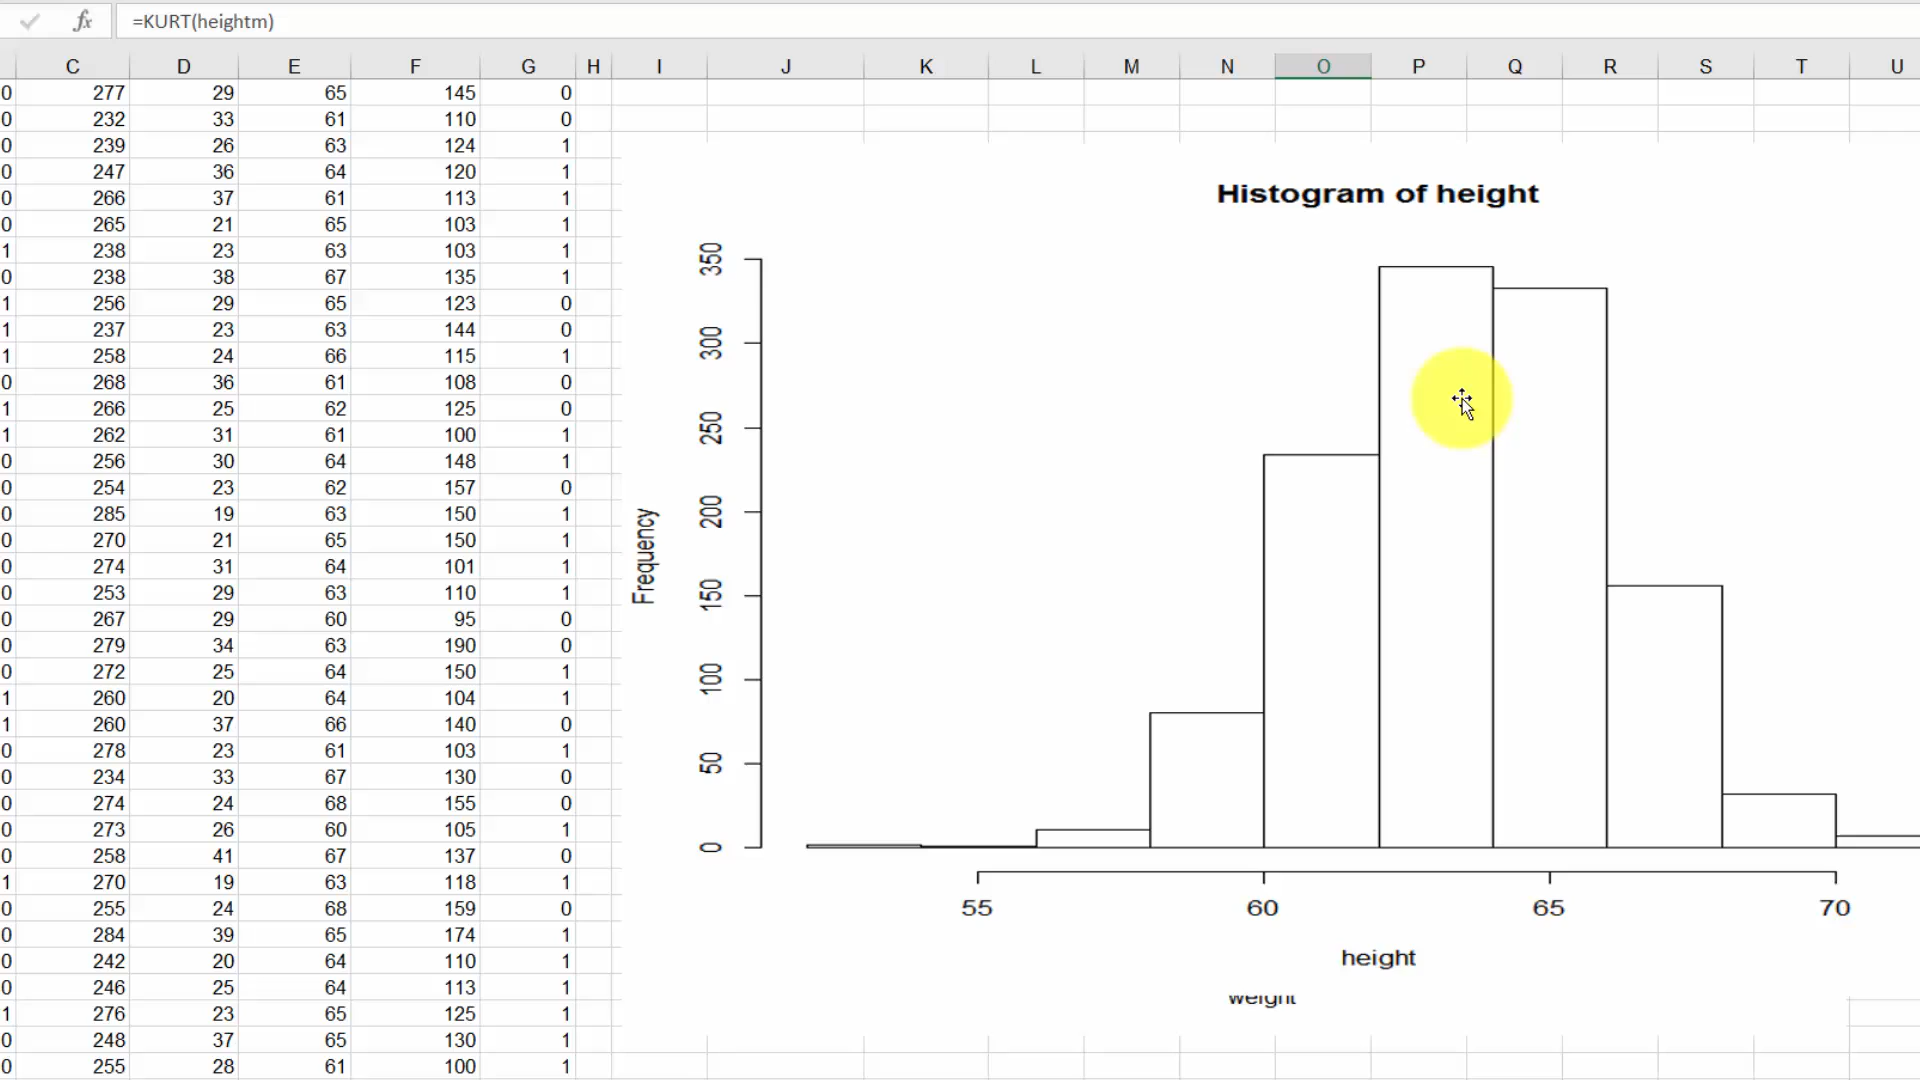 fx =KURT(heightm)
C D E F G H I J K L M N O P Q R S T U
0 277 29 65 145 0
0 232 33 61 110 0
0 239 26 63 124 1
0 247 36 64 120 1
0 266 37 61 113 1
0 265 21 65 103 1
1 238 23 63 103 1
0 238 38 67 135 1
1 256 29 65 123 0
1 237 23 63 144 0
1 258 24 66 115 1
0 268 36 61 108 0
1 266 25 62 125 0
1 262 31 61 100 1
0 256 30 64 148 1
0 254 23 62 157 0
0 285 19 63 150 1
0 270 21 65 150 1
0 274 31 64 101 1
0 253 29 63 110 1
0 267 29 60 95 0
0 279 34 63 190 0
0 272 25 64 150 1
1 260 20 64 104 1
1 260 37 66 140 0
0 278 23 61 103 1
0 234 33 67 130 0
0 274 24 68 155 0
0 273 26 60 105 1
0 258 41 67 137 0
1 270 19 63 118 1
0 255 24 68 159 0
0 284 39 65 174 1
0 242 20 64 110 1
0 246 25 64 113 1
1 276 23 65 125 1
0 248 37 65 130 1
0 255 28 61 100 1
Histogram of height
Frequency
350
300
250
200
150
100
50
0
55 60 65 70
height
weight